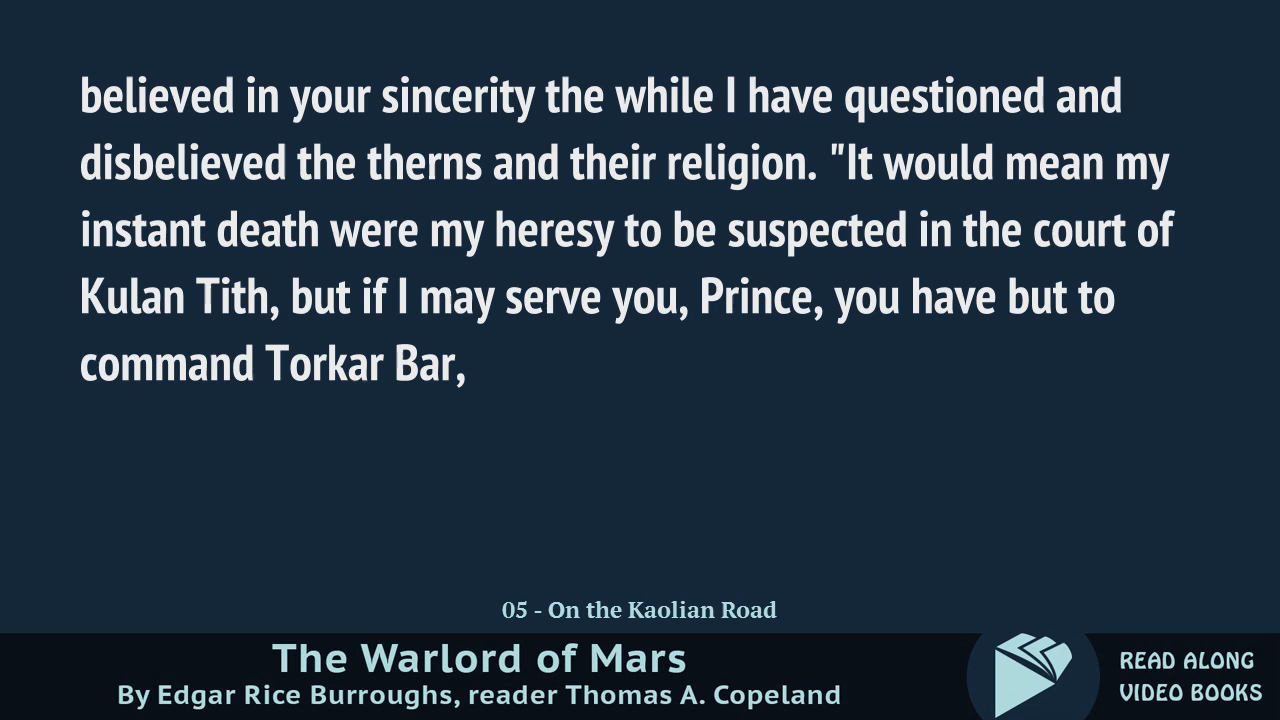 believed in your sincerity the while I have questioned and
disbelieved the therns and their religion. "It would mean my
instant death were my heresy to be suspected in the court of
Kulan Tith, but if I may serve you, Prince, you have but to
command Torkar Bar,
05 - On the Kaolian Road
The Warlord of Mars
By Edgar Rice Burroughs, reader Thomas A. Copeland
READ ALONG
VIDEO BOOKS